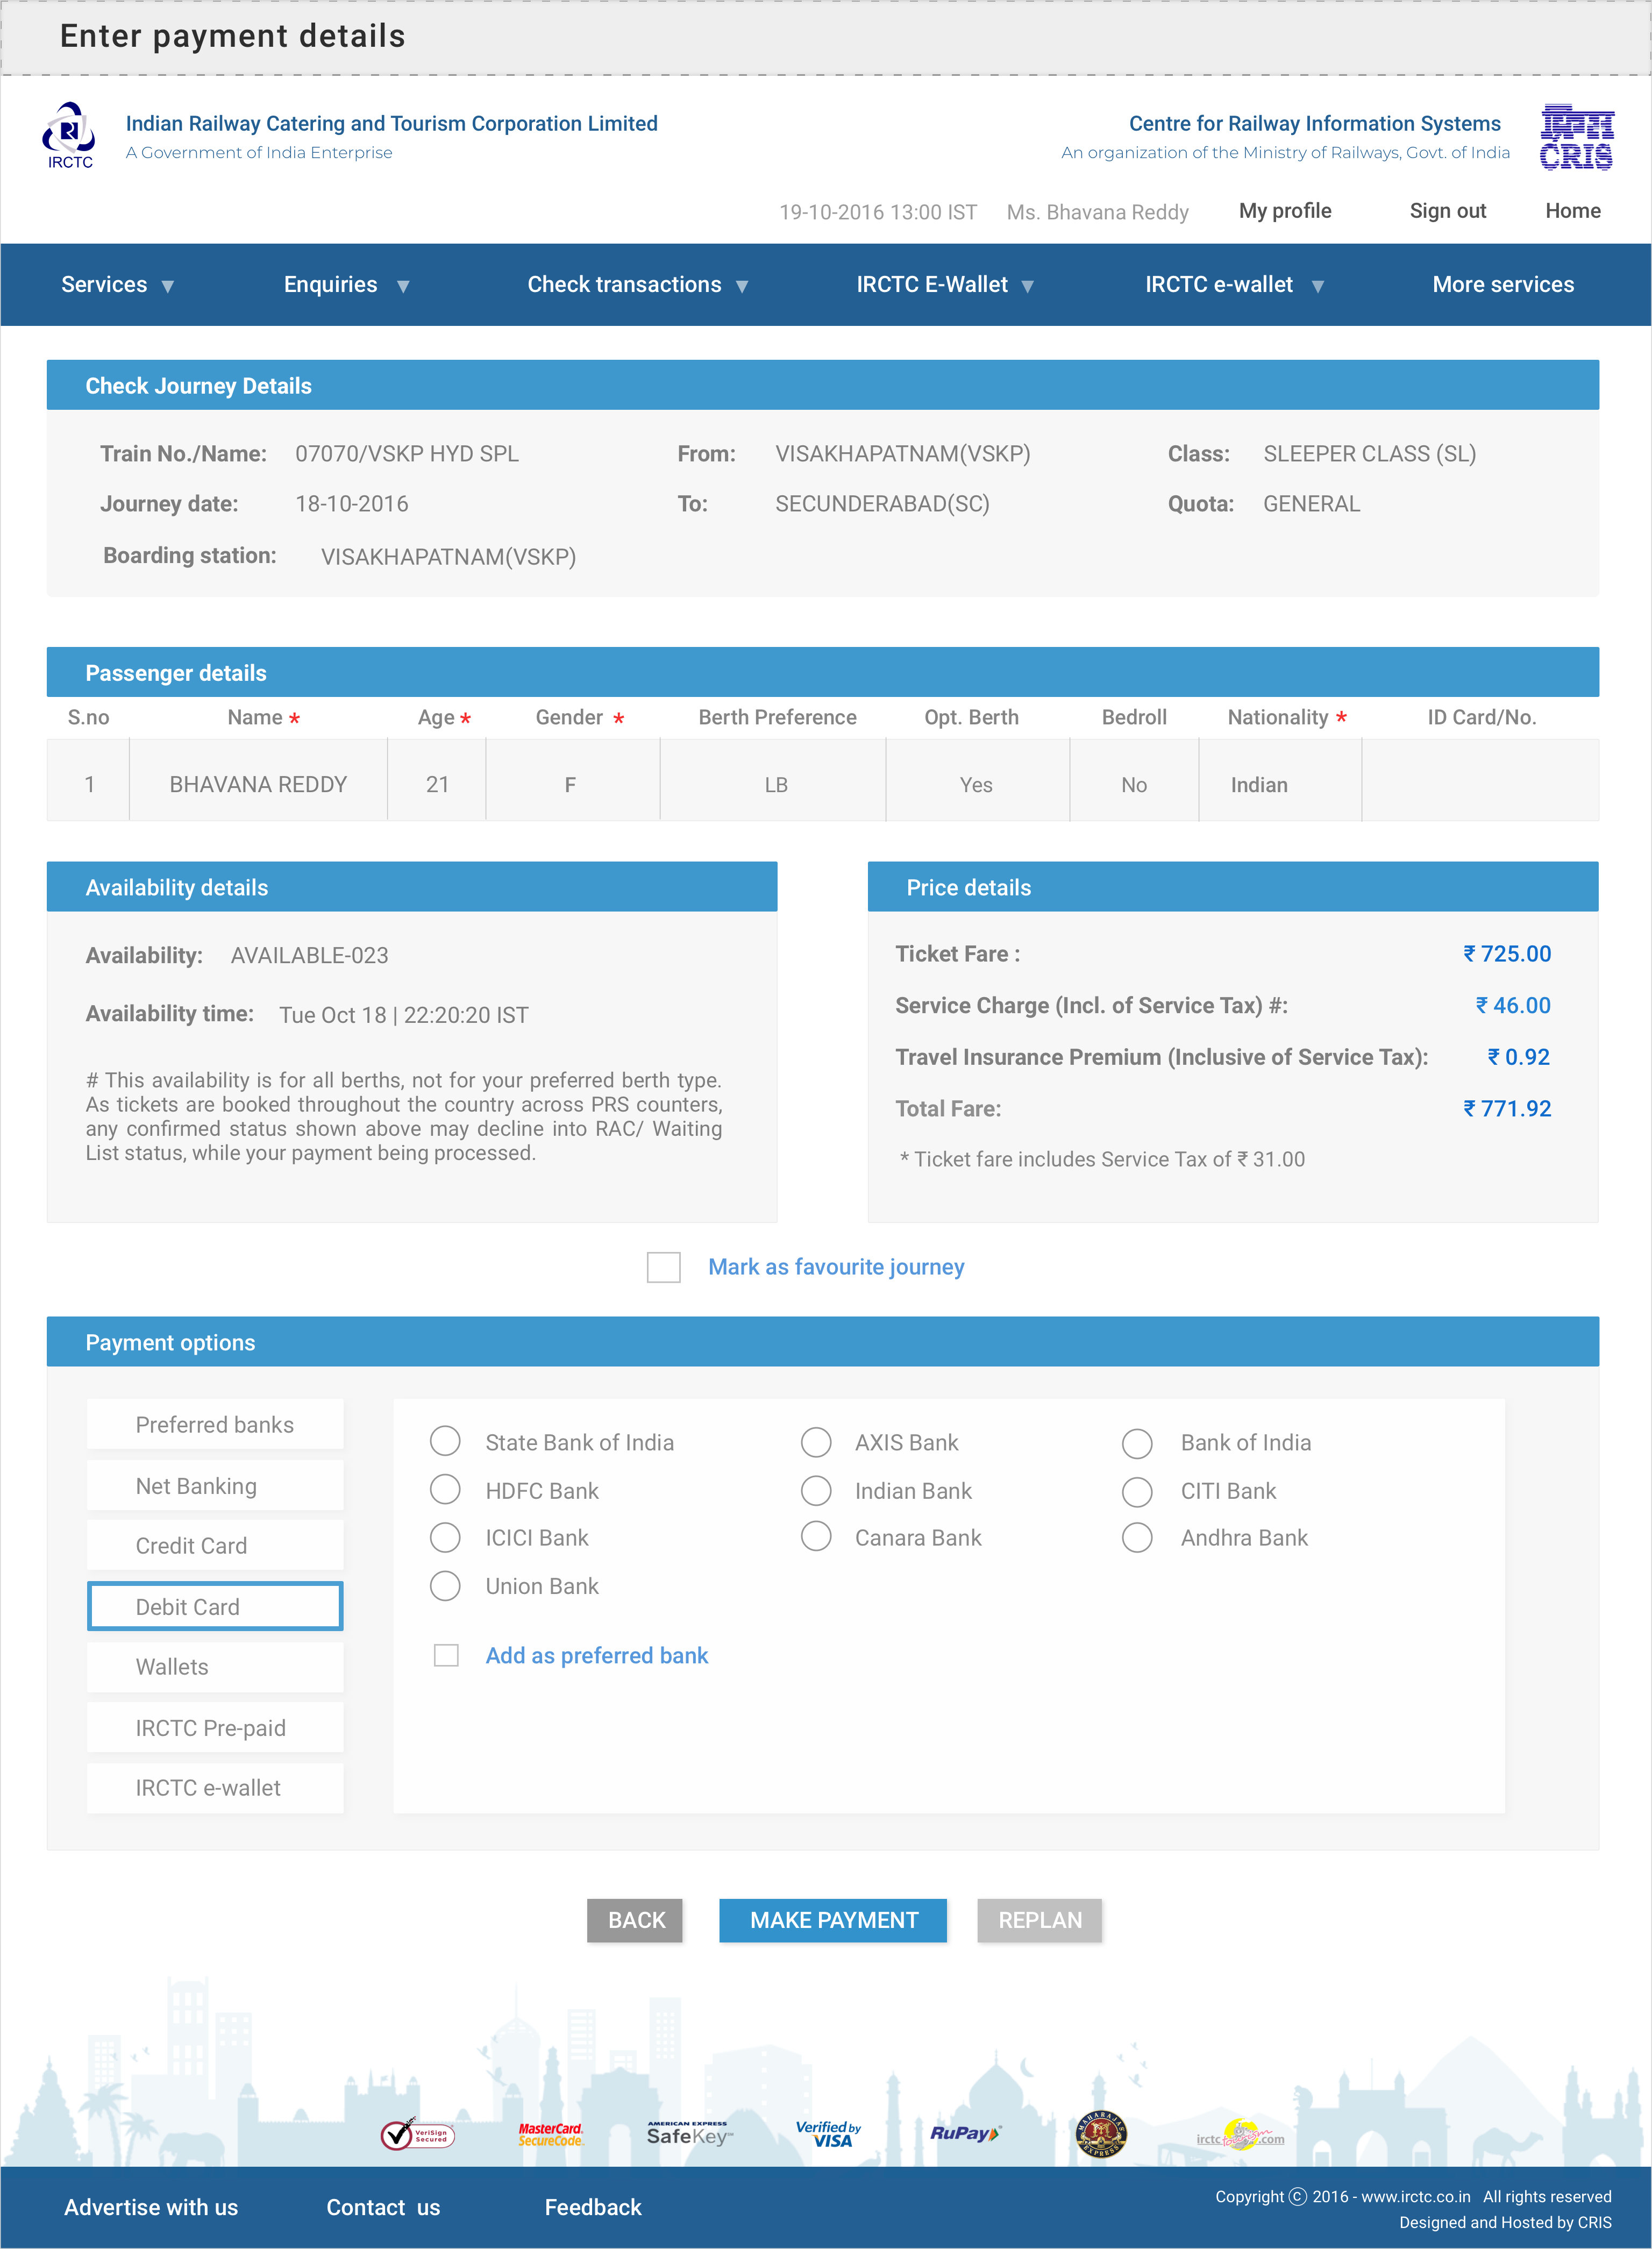 Enter payment details
Indian Railway Catering and Tourism Corporation Limited
A Government of India Enterprise
IRCTC
Centre for Railway Information Systems
An organization of the Ministry of Railways, Govt. of India
CRIS
19-10-2016 13:00 IST Ms. Bhavana Reddy My profile Sign out Home
Services ▼ Enquiries ▼ Check transactions ▼ IRCTC E-Wallet ▼ IRCTC e-wallet ▼ More services
Check Journey Details
Train No./Name: 07070/VSKP HYD SPL From: VISAKHAPATNAM(VSKP) Class: SLEEPER CLASS (SL)
Journey date: 18-10-2016 To: SECUNDERABAD(SC) Quota: GENERAL
Boarding station: VISAKHAPATNAM(VSKP)
Passenger details
S.no Name * Age * Gender * Berth Preference Opt. Berth Bedroll Nationality * ID Card/No.
1 BHAVANA REDDY 21 F LB Yes No Indian
Availability details
Availability: AVAILABLE-023
Availability time: Tue Oct 18 | 22:20:20 IST
# This availability is for all berths, not for your preferred berth type.
As tickets are booked throughout the country across PRS counters,
any confirmed status shown above may decline into RAC/ Waiting
List status, while your payment being processed.
Price details
Ticket Fare : ₹ 725.00
Service Charge (Incl. of Service Tax) #: ₹ 46.00
Travel Insurance Premium (Inclusive of Service Tax): ₹ 0.92
Total Fare: ₹ 771.92
* Ticket fare includes Service Tax of ₹ 31.00
Mark as favourite journey
Payment options
Preferred banks
Net Banking
Credit Card
Debit Card
Wallets
IRCTC Pre-paid
IRCTC e-wallet
State Bank of India AXIS Bank Bank of India
HDFC Bank Indian Bank CITI Bank
ICICI Bank Canara Bank Andhra Bank
Union Bank
Add as preferred bank
BACK MAKE PAYMENT REPLAN
VeriSign
Secured
MasterCard.
SecureCode.
AMERICAN EXPRESS
SafeKey
Verified by
VISA
RuPay
MAHARAJAS
EXPRESS
irctc tourism .com
Advertise with us Contact us Feedback
Copyright © 2016 - www.irctc.co.in All rights reserved
Designed and Hosted by CRIS